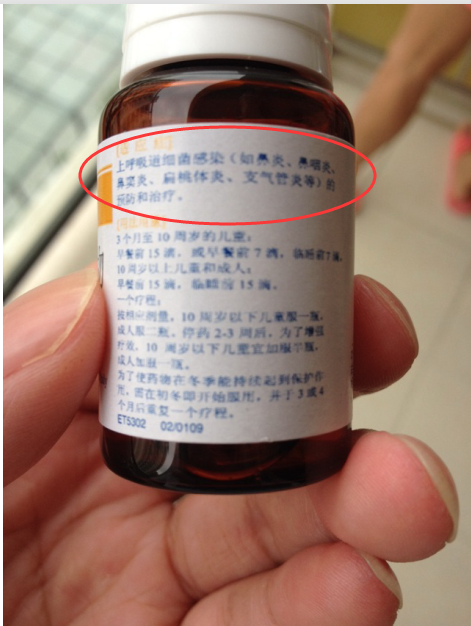 上呼吸道细菌感染（如鼻炎、鼻咽炎、
鼻窦炎、扁桃体炎、支气管炎等）的
预防和治疗。
3个月至10周岁的儿童：
早餐前15滴，或早餐前7滴，临睡前7滴，
10周岁以上儿童和成人：
早餐前15滴，临睡前15滴。
一个疗程：
按规定剂量，10周岁以下儿童服一瓶，
成人服二瓶，停药2-3周后，为了增强
疗效，10周岁以下儿童宜加服半瓶，
成人加服一瓶。
为了使药物在冬季能持续起到保护作
用，宜在初冬即开始服用，并于3或4
个月后重复一个疗程。
ET5302 02/0109